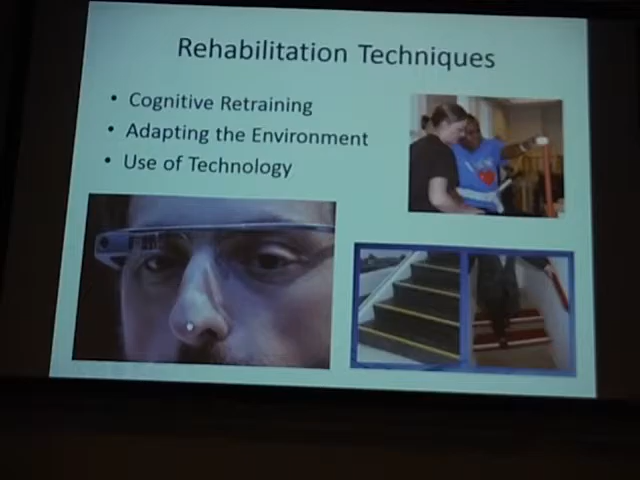 Rehabilitation Techniques
• Cognitive Retraining
• Adapting the Environment
• Use of Technology